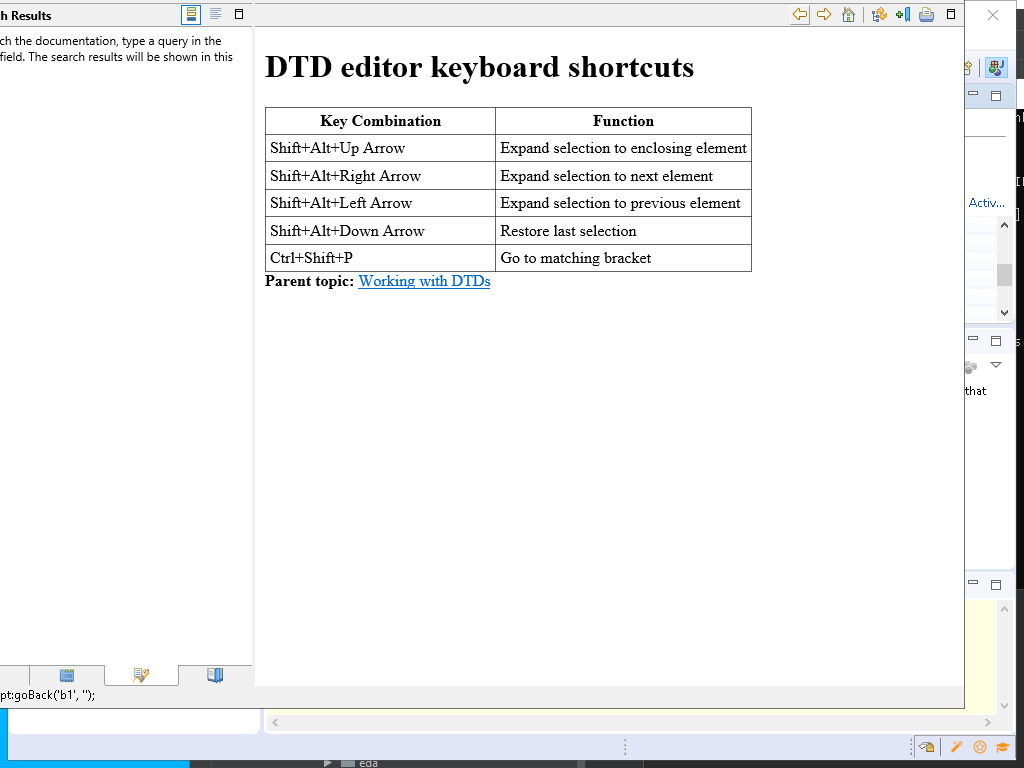 h Results
ch the documentation, type a query in the
field. The search results will be shown in this
DTD editor keyboard shortcuts
Key Combination Function
Shift+Alt+Up Arrow Expand selection to enclosing element
Shift+Alt+Right Arrow Expand selection to next element
Shift+Alt+Left Arrow Expand selection to previous element
Shift+Alt+Down Arrow Restore last selection
Ctrl+Shift+P Go to matching bracket
Parent topic: Working with DTDs
Activ...
that
pt:goBack('b1', '');
eda